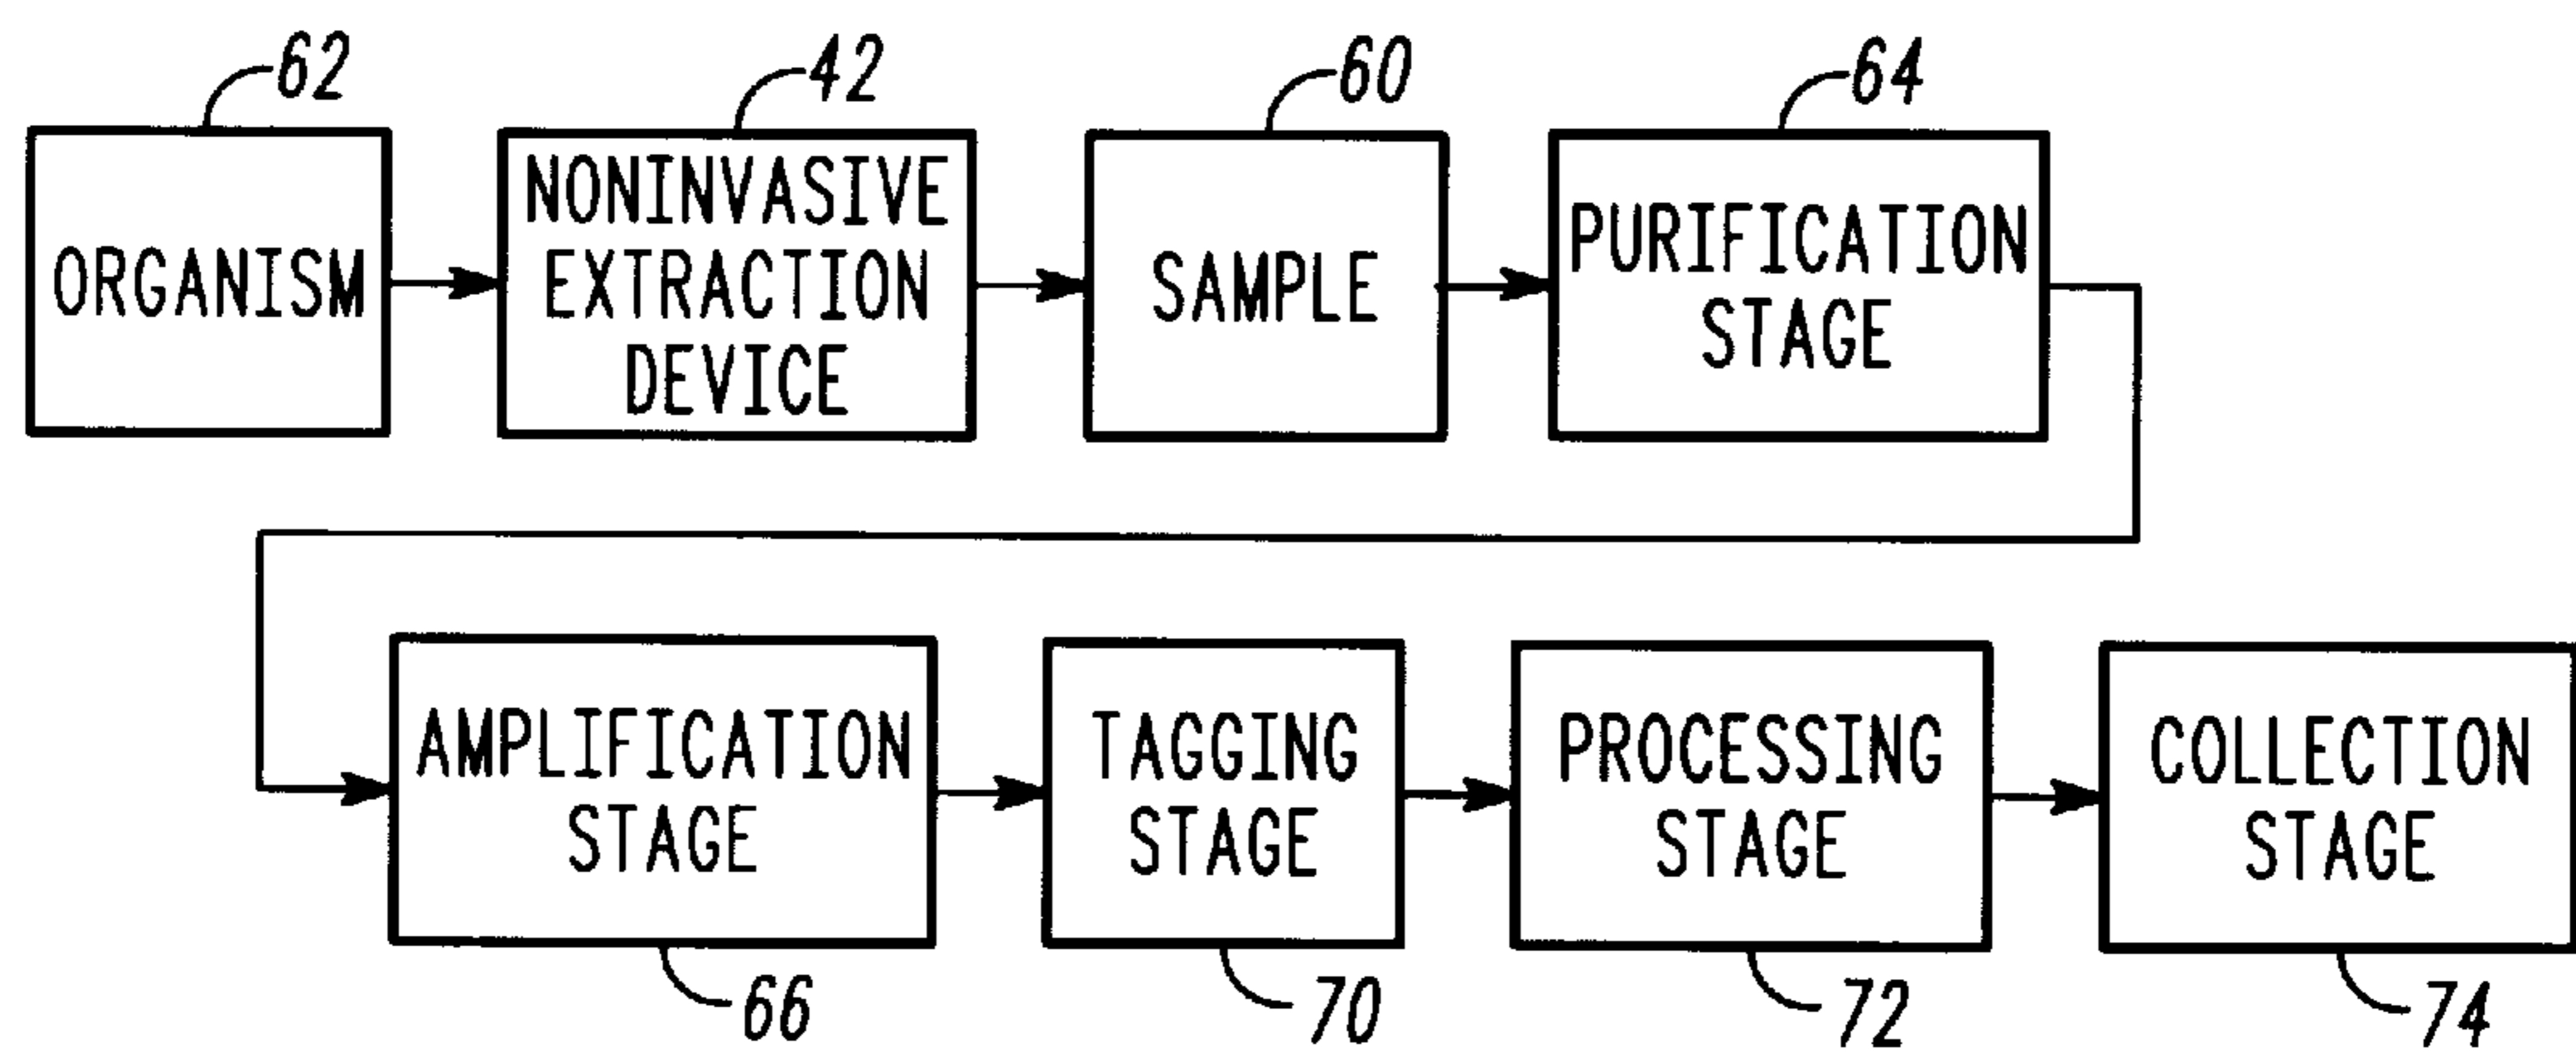 62
42
60
64
ORGANISM
NONINVASIVE
EXTRACTION
DEVICE
SAMPLE
PURIFICATION
STAGE
AMPLIFICATION
STAGE
TAGGING
STAGE
PROCESSING
STAGE
COLLECTION
STAGE
66
70
72
74